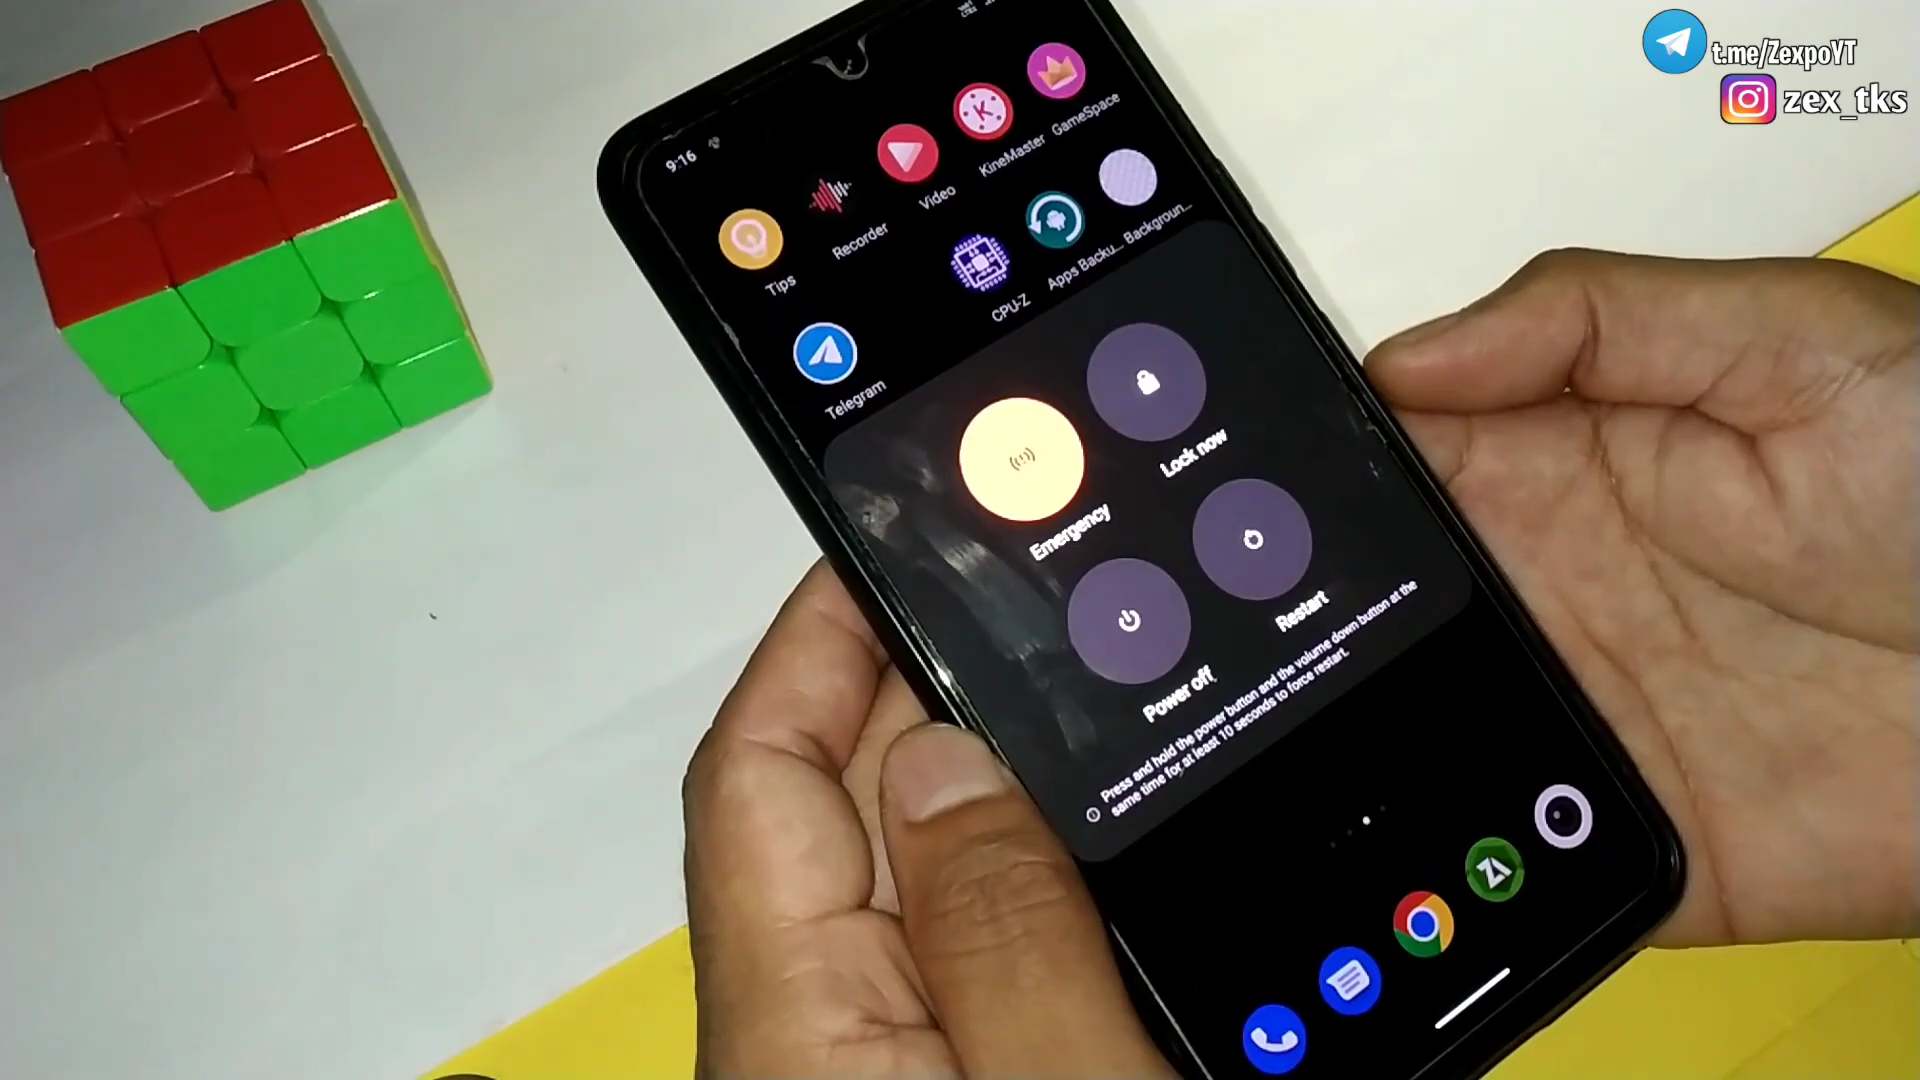 t.me/ZexpoYT
zex_tks
9:16
Tips
Recorder
Video
KineMaster
GameSpace
Telegram
CPU-Z
Apps Backu...
Backgroun...
Emergency
Lock now
Power off
Restart
Press and hold the power button and the volume down button at the
same time for at least 10 seconds to force restart.